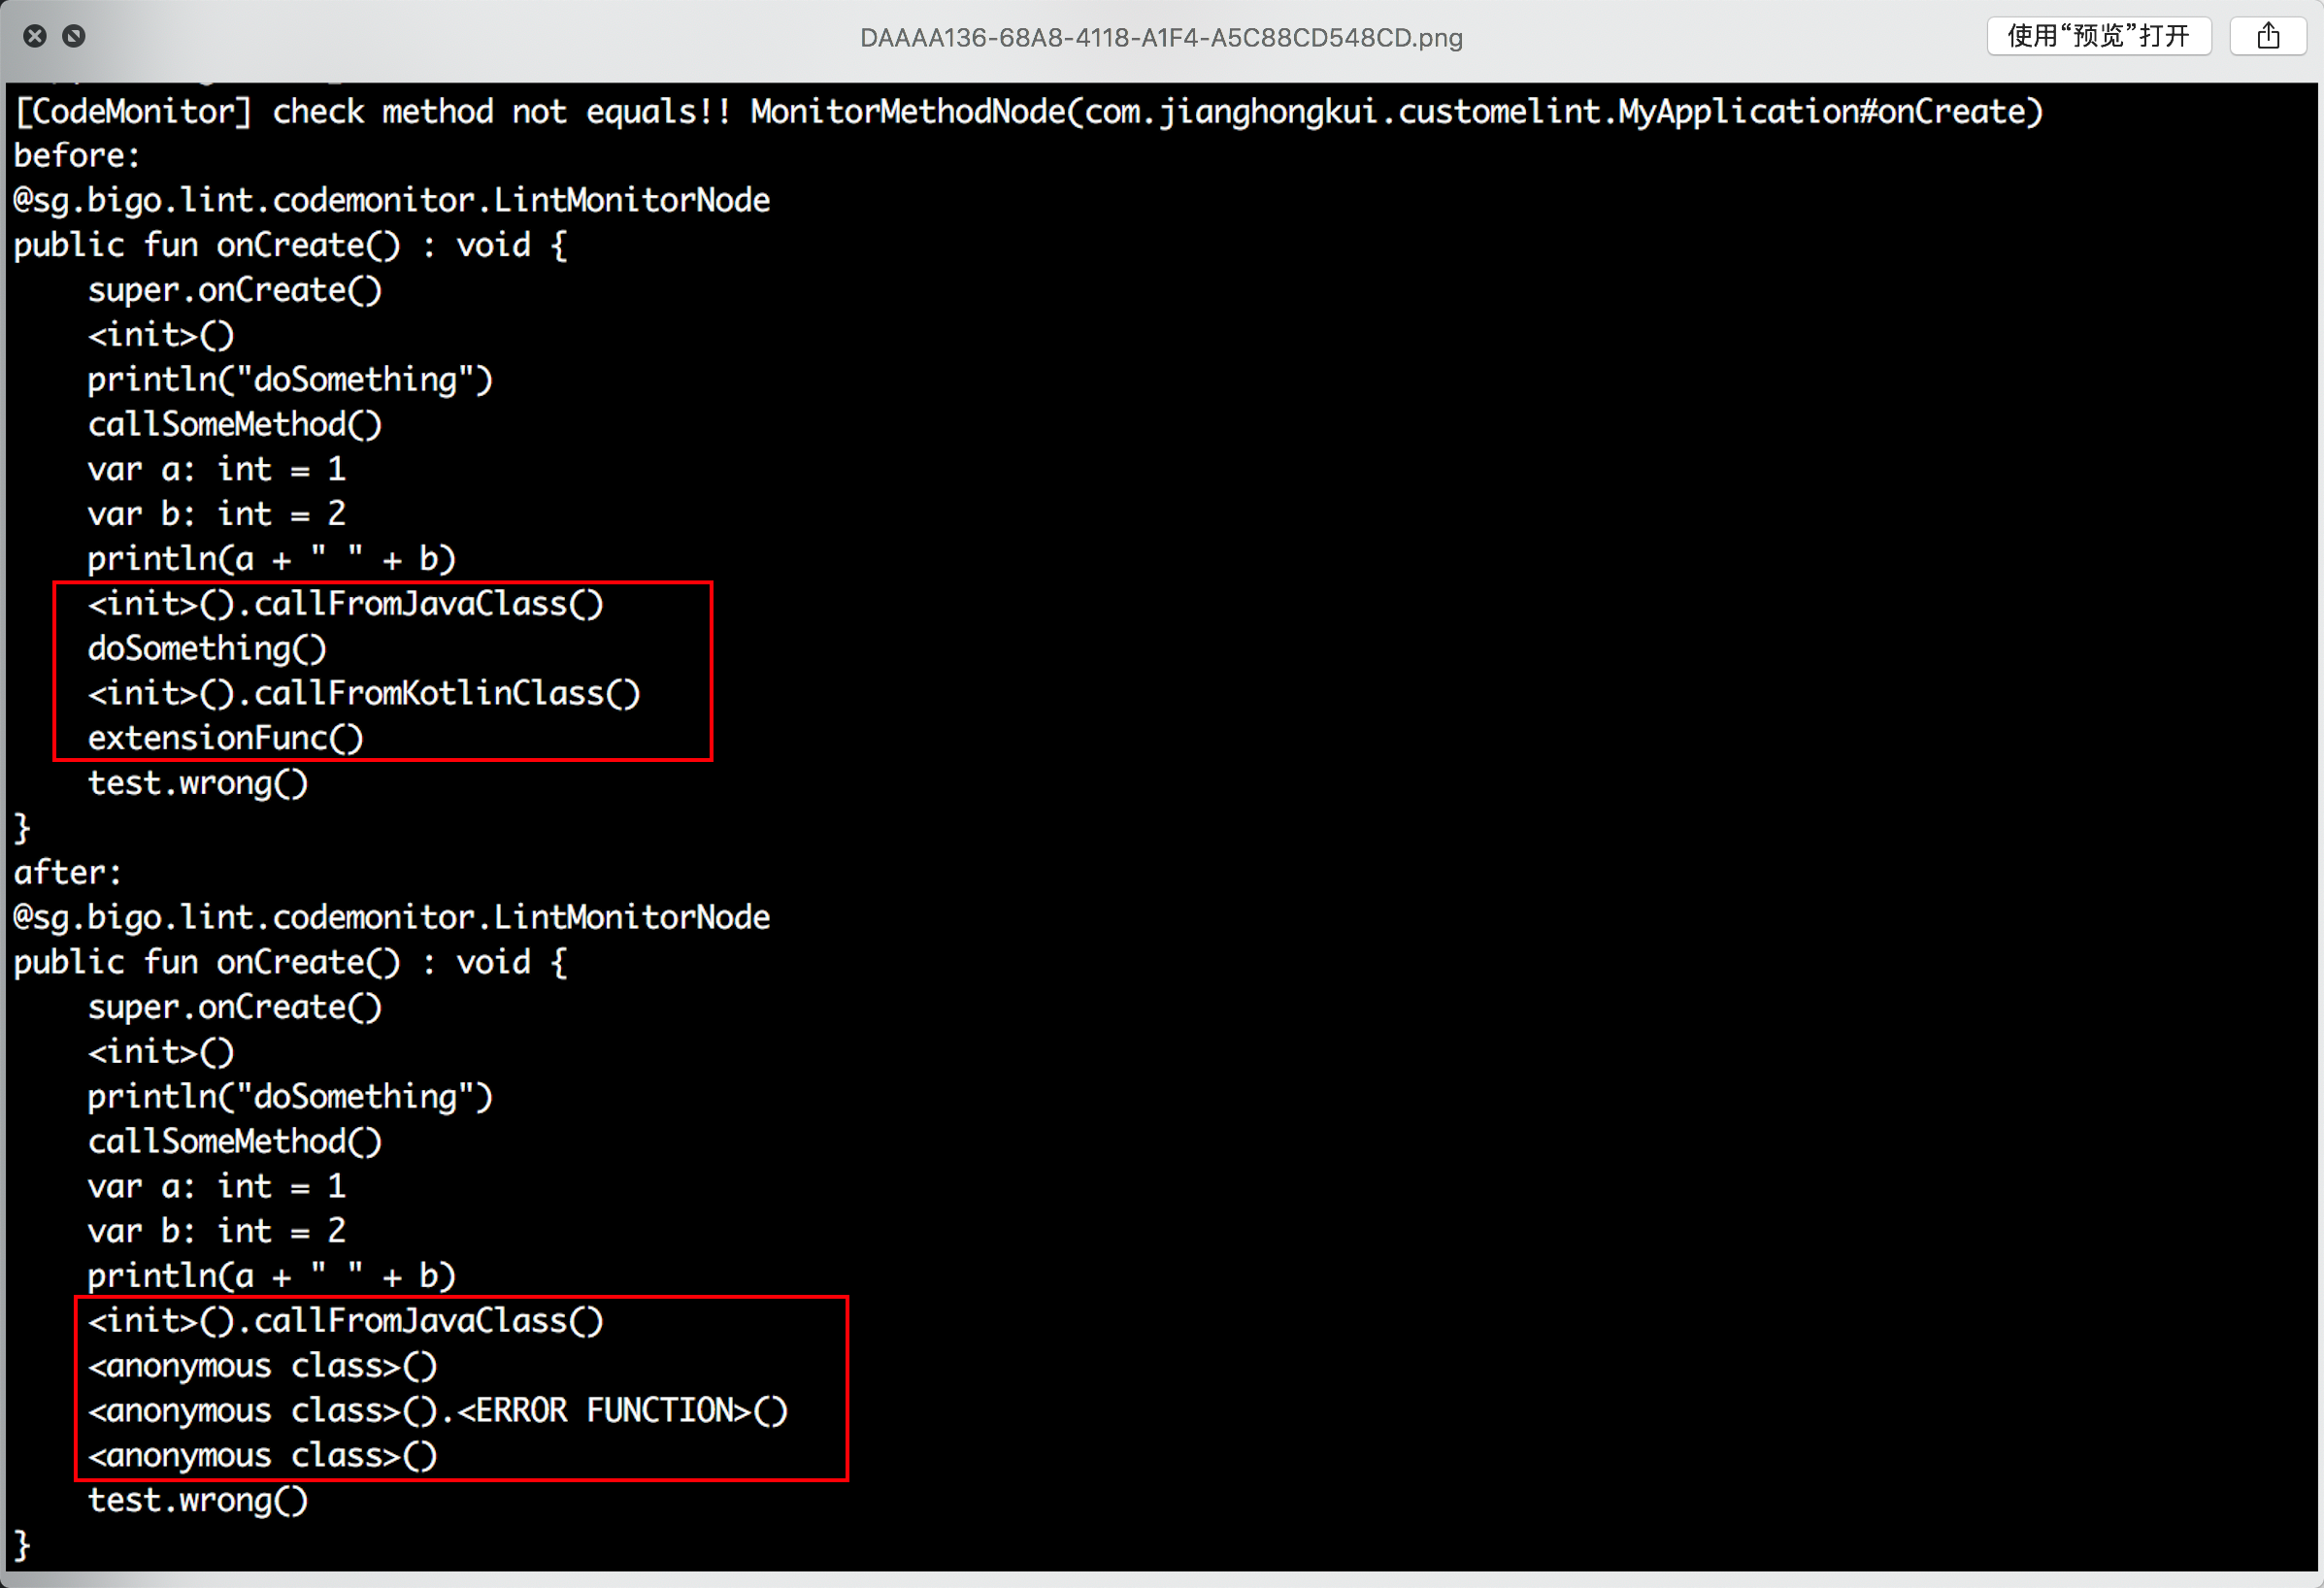 DAAAA136-68A8-4118-A1F4-A5C88CD548CD.png
使用“预览”打开
[CodeMonitor] check method not equals!! MonitorMethodNode(com.jianghongkui.customelint.MyApplication#onCreate)
before:
@sg.bigo.lint.codemonitor.LintMonitorNode
public fun onCreate() : void {
    super.onCreate()
    <init>()
    println("doSomething")
    callSomeMethod()
    var a: int = 1
    var b: int = 2
    println(a + " " + b)
    <init>().callFromJavaClass()
    doSomething()
    <init>().callFromKotlinClass()
    extensionFunc()
    test.wrong()
}
after:
@sg.bigo.lint.codemonitor.LintMonitorNode
public fun onCreate() : void {
    super.onCreate()
    <init>()
    println("doSomething")
    callSomeMethod()
    var a: int = 1
    var b: int = 2
    println(a + " " + b)
    <init>().callFromJavaClass()
    <anonymous class>()
    <anonymous class>().<ERROR FUNCTION>()
    <anonymous class>()
    test.wrong()
}